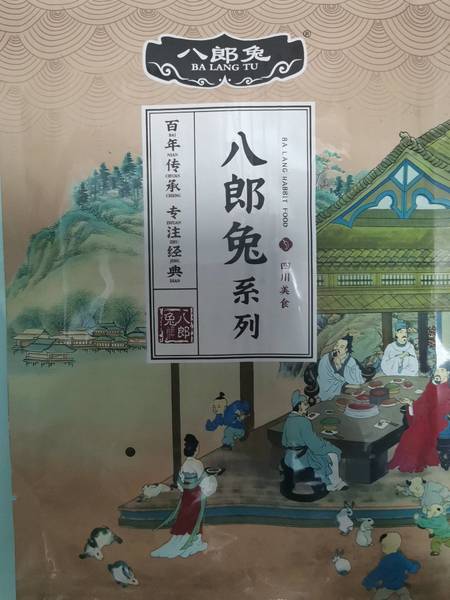 八郎兔
®
BA LANG TU
百年传承 专注经典
BAI NIAN CHUAN CHENG ZHUAN ZHU JING DIAN
八郎兔系列
BA LANG RABBIT FOOD
四川美食
八郎兔